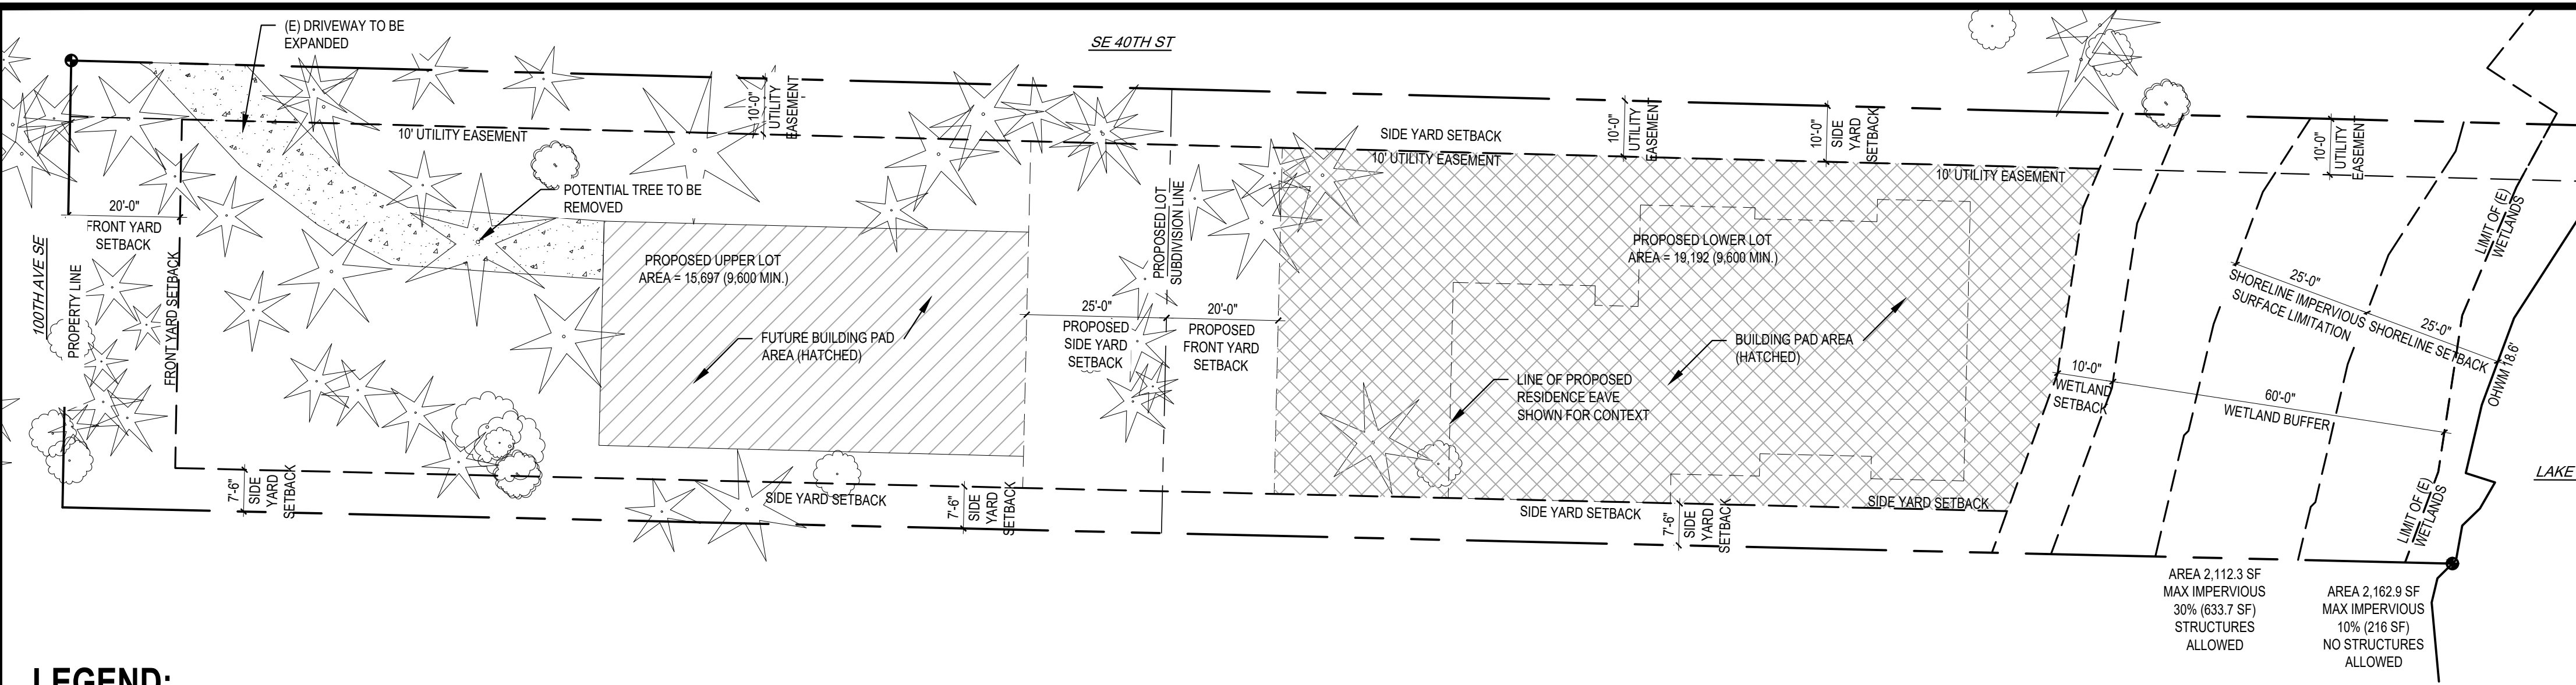 (E) DRIVEWAY TO BE
EXPANDED
SE 40TH ST
10'-0"
UTILITY
EASEMENT
10' UTILITY EASEMENT
POTENTIAL TREE TO BE
REMOVED
20'-0"
FRONT YARD
SETBACK
100TH AVE SE
PROPERTY LINE
FRONT YARD SETBACK
PROPOSED UPPER LOT
AREA = 15,697 (9,600 MIN.)
FUTURE BUILDING PAD
AREA (HATCHED)
7'-6"
SIDE
YARD
SETBACK
SIDE YARD SETBACK
7'-6"
SIDE
YARD
SETBACK
25'-0"
PROPOSED
SIDE YARD
SETBACK
PROPOSED LOT
SUBDIVISION LINE
20'-0"
PROPOSED
FRONT YARD
SETBACK
SIDE YARD SETBACK
10' UTILITY EASEMENT
10'-0"
UTILITY
EASEMENT
10'-0"
SIDE
YARD
SETBACK
10' UTILITY EASEMENT
PROPOSED LOWER LOT
AREA = 19,192 (9,600 MIN.)
BUILDING PAD AREA
(HATCHED)
LINE OF PROPOSED
RESIDENCE EAVE
SHOWN FOR CONTEXT
SIDE YARD SETBACK
7'-6"
SIDE
YARD
SETBACK
SIDE YARD SETBACK
10'-0"
WETLAND
SETBACK
60'-0"
WETLAND BUFFER
10'-0"
UTILITY
EASEMENT
25'-0"
SHORELINE IMPERVIOUS
SURFACE LIMITATION
25'-0"
SHORELINE SETBACK
LIMIT OF (E)
WETLANDS
OHWM 18.6'
LIMIT OF (E)
WETLANDS
LAKE
AREA 2,112.3 SF
MAX IMPERVIOUS
30% (633.7 SF)
STRUCTURES
ALLOWED
AREA 2,162.9 SF
MAX IMPERVIOUS
10% (216 SF)
NO STRUCTURES
ALLOWED
LEGEND: